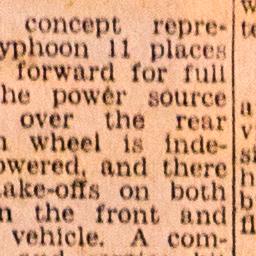 concept repre-
yphoon 11 places
forward for full
he power source
over the rear
wheel is inde-
owered, and there
ake-offs on both
n the front and
vehicle. A com-